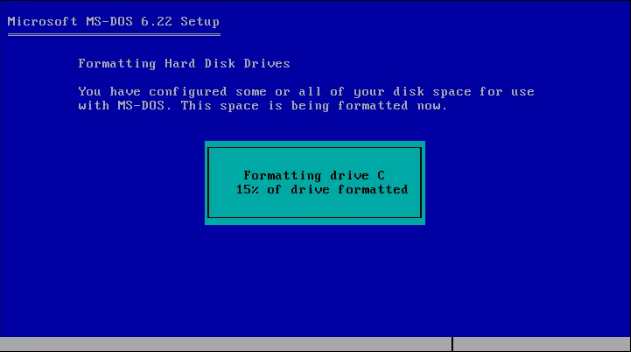 Microsoft MS-DOS 6.22 Setup
Formatting Hard Disk Drives
You have configured some or all of your disk space for use
with MS-DOS. This space is being formatted now.
Formatting drive C
15% of drive formatted